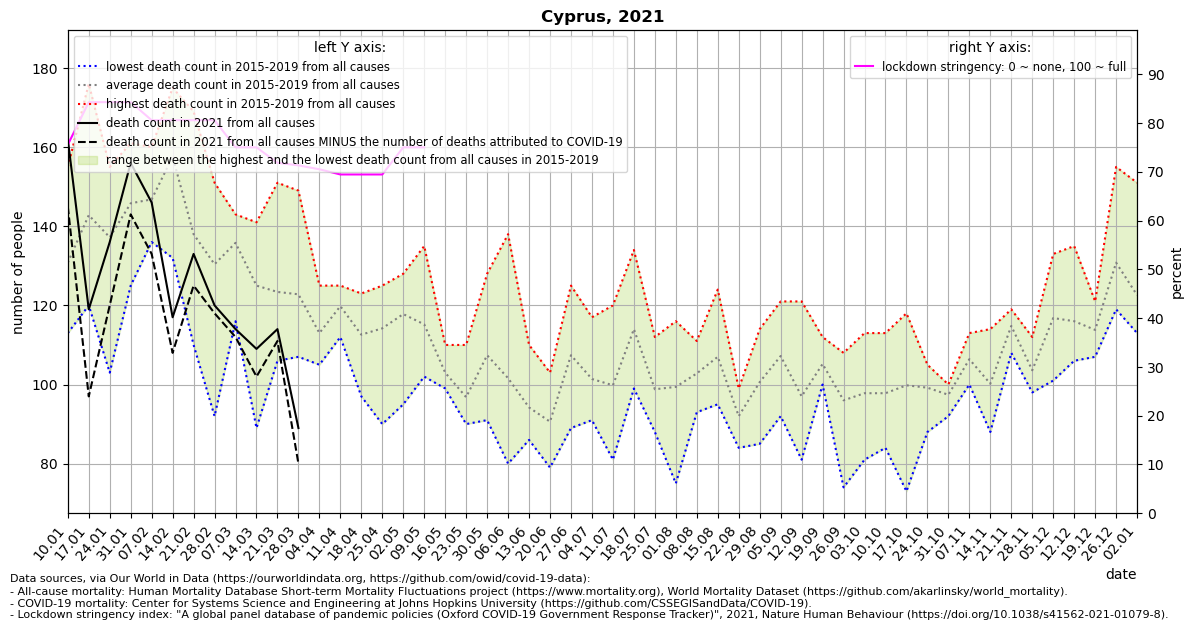 Cyprus, 2021
left Y axis:
lowest death count in 2015-2019 from all causes
average death count in 2015-2019 from all causes
highest death count in 2015-2019 from all causes
death count in 2021 from all causes
death count in 2021 from all causes MINUS the number of deaths attributed to COVID-19
range between the highest and the lowest death count from all causes in 2015-2019
right Y axis:
lockdown stringency: 0 ~ none, 100 ~ full
number of people
180
160
140
120
100
80
percent
90
80
70
60
50
40
30
20
10
0
10.01 17.01 24.01 31.01 07.02 14.02 21.02 28.02 07.03 14.03 21.03 28.03 04.04 11.04 18.04 25.04 02.05 09.05 16.05 23.05 30.05 06.06 13.06 20.06 27.06 04.07 11.07 18.07 25.07 01.08 08.08 15.08 22.08 29.08 05.09 12.09 19.09 26.09 03.10 10.10 17.10 24.10 31.10 07.11 14.11 21.11 28.11 05.12 12.12 19.12 26.12 02.01
date
Data sources, via Our World in Data (https://ourworldindata.org, https://github.com/owid/covid-19-data):
- All-cause mortality: Human Mortality Database Short-term Mortality Fluctuations project (https://www.mortality.org), World Mortality Dataset (https://github.com/akarlinsky/world_mortality).
- COVID-19 mortality: Center for Systems Science and Engineering at Johns Hopkins University (https://github.com/CSSEGISandData/COVID-19).
- Lockdown stringency index: "A global panel database of pandemic policies (Oxford COVID-19 Government Response Tracker)", 2021, Nature Human Behaviour (https://doi.org/10.1038/s41562-021-01079-8).